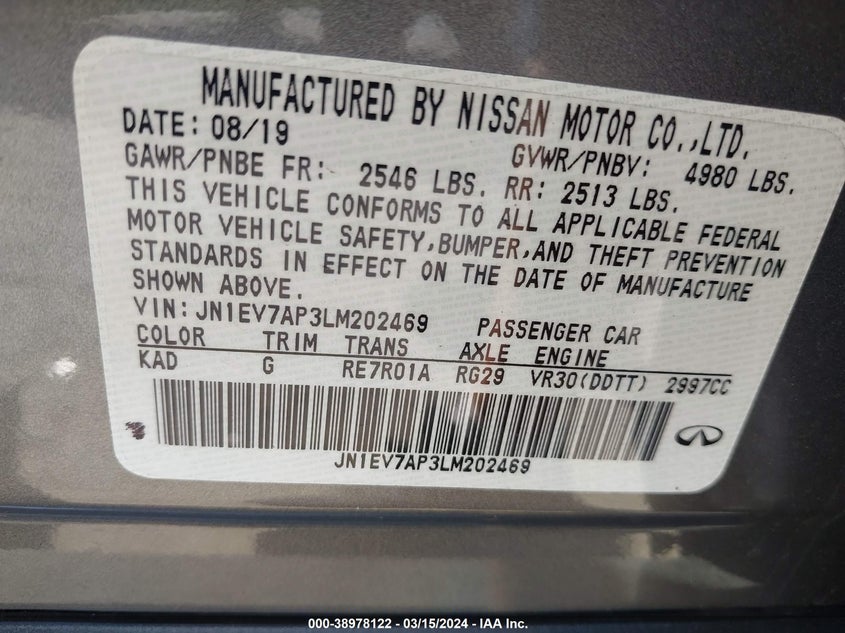 MANUFACTURED BY NISSAN MOTOR CO.,LTD.
DATE: 08/19 GVWR/PNBV: 4980 LBS.
GAWR/PNBE FR: 2546 LBS. RR: 2513 LBS.
THIS VEHICLE CONFORMS TO ALL APPLICABLE FEDERAL
MOTOR VEHICLE SAFETY,BUMPER,AND THEFT PREVENTION
STANDARDS IN EFFECT ON THE DATE OF MANUFACTURE
SHOWN ABOVE.
VIN: JN1EV7AP3LM202469 PASSENGER CAR
COLOR TRIM TRANS AXLE ENGINE
KAD G RE7R01A RG29 VR30(DDTT) 2997CC
JN1EV7AP3LM202469
000-38978122 - 03/15/2024 - IAA Inc.